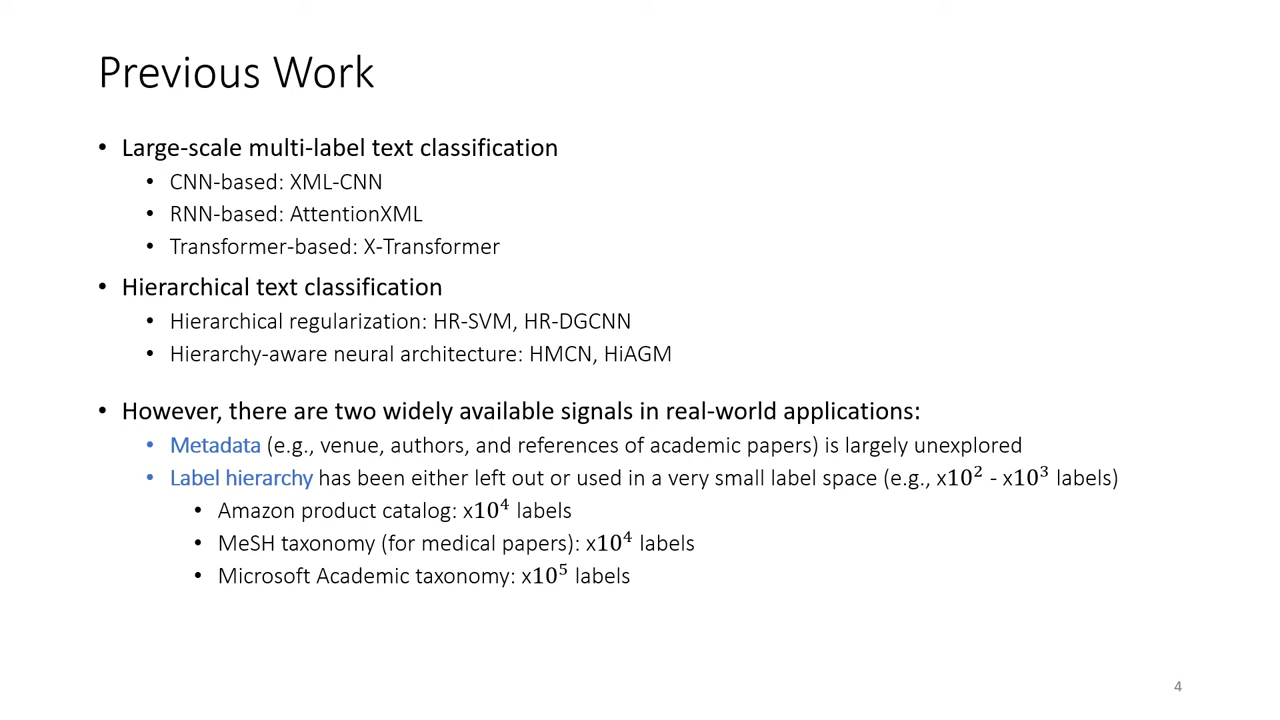 Previous Work
• Large-scale multi-label text classification
• CNN-based: XML-CNN
• RNN-based: AttentionXML
• Transformer-based: X-Transformer
• Hierarchical text classification
• Hierarchical regularization: HR-SVM, HR-DGCNN
• Hierarchy-aware neural architecture: HMCN, HiAGM
• However, there are two widely available signals in real-world applications:
• Metadata (e.g., venue, authors, and references of academic papers) is largely unexplored
• Label hierarchy has been either left out or used in a very small label space (e.g., x10² - x10³ labels)
• Amazon product catalog: x10⁴ labels
• MeSH taxonomy (for medical papers): x10⁴ labels
• Microsoft Academic taxonomy: x10⁵ labels
4